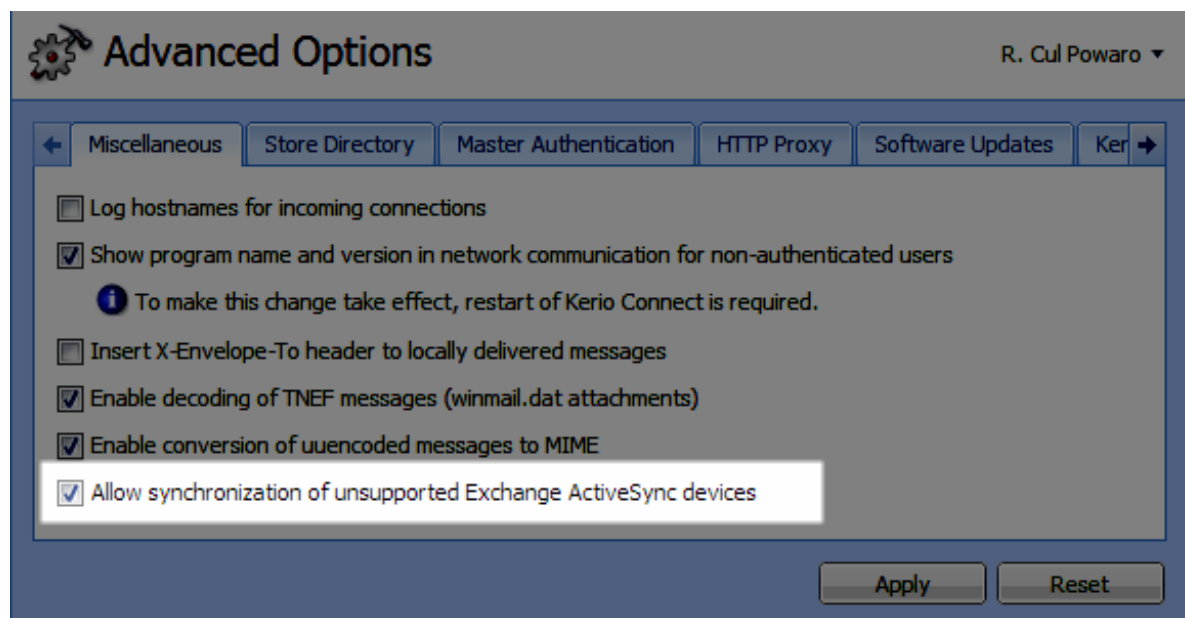 Advanced Options
R. Cul Powaro
Miscellaneous Store Directory Master Authentication HTTP Proxy Software Updates Ker
Log hostnames for incoming connections
Show program name and version in network communication for non-authenticated users
To make this change take effect, restart of Kerio Connect is required.
Insert X-Envelope-To header to locally delivered messages
Enable decoding of TNEF messages (winmail.dat attachments)
Enable conversion of uuencoded messages to MIME
Allow synchronization of unsupported Exchange ActiveSync devices
Apply Reset